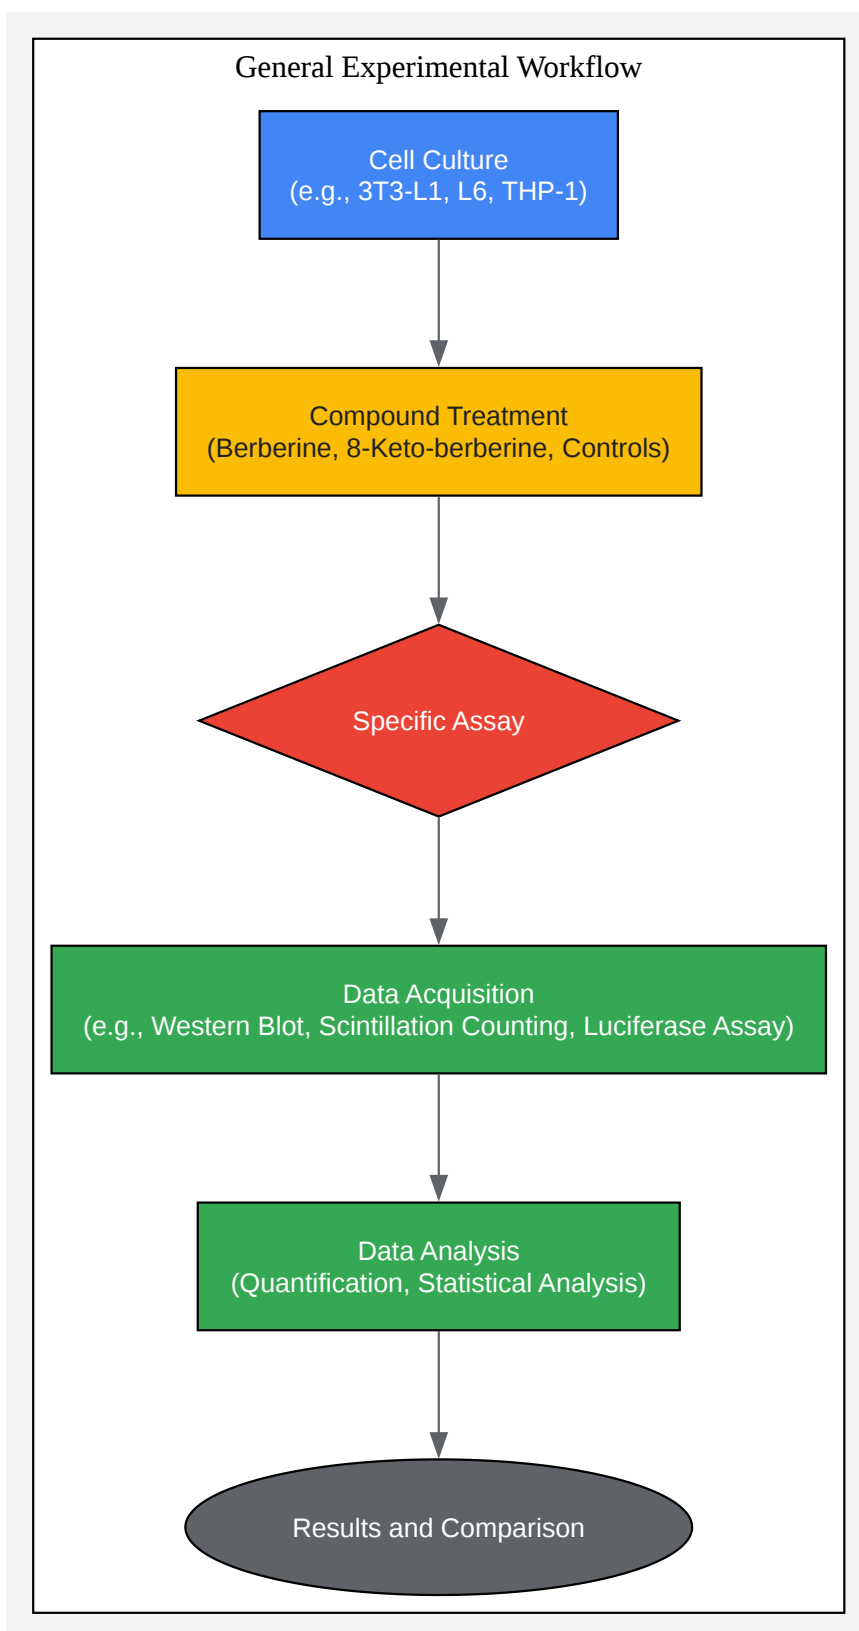 General Experimental Workflow
Cell Culture
(e.g., 3T3-L1, L6, THP-1)
Compound Treatment
(Berberine, 8-Keto-berberine, Controls)
Specific Assay
Data Acquisition
(e.g., Western Blot, Scintillation Counting, Luciferase Assay)
Data Analysis
(Quantification, Statistical Analysis)
Results and Comparison